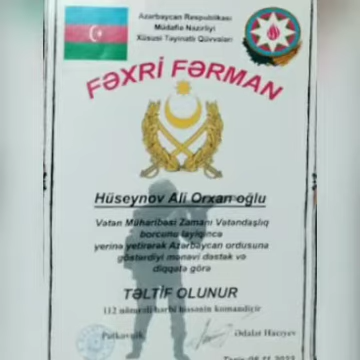 Azərbaycan Respublikası
Müdafiə Nazirliyi
Xüsusi Təyinatlı Qüvvələri
FƏXRİ FƏRMAN
Hüseynov Ali Orxan oğlu
Vətən Müharibəsi Zamanı Vətəndaşlıq
borcunu layiqincə
yerinə yetirərək Azərbaycan ordusuna
göstərdiyi mənəvi dəstək və
diqqətə görə
TƏLTİF OLUNUR
112 nömrəli hərbi hissənin komandiri
Polkovnik Ədalət Hacıyev